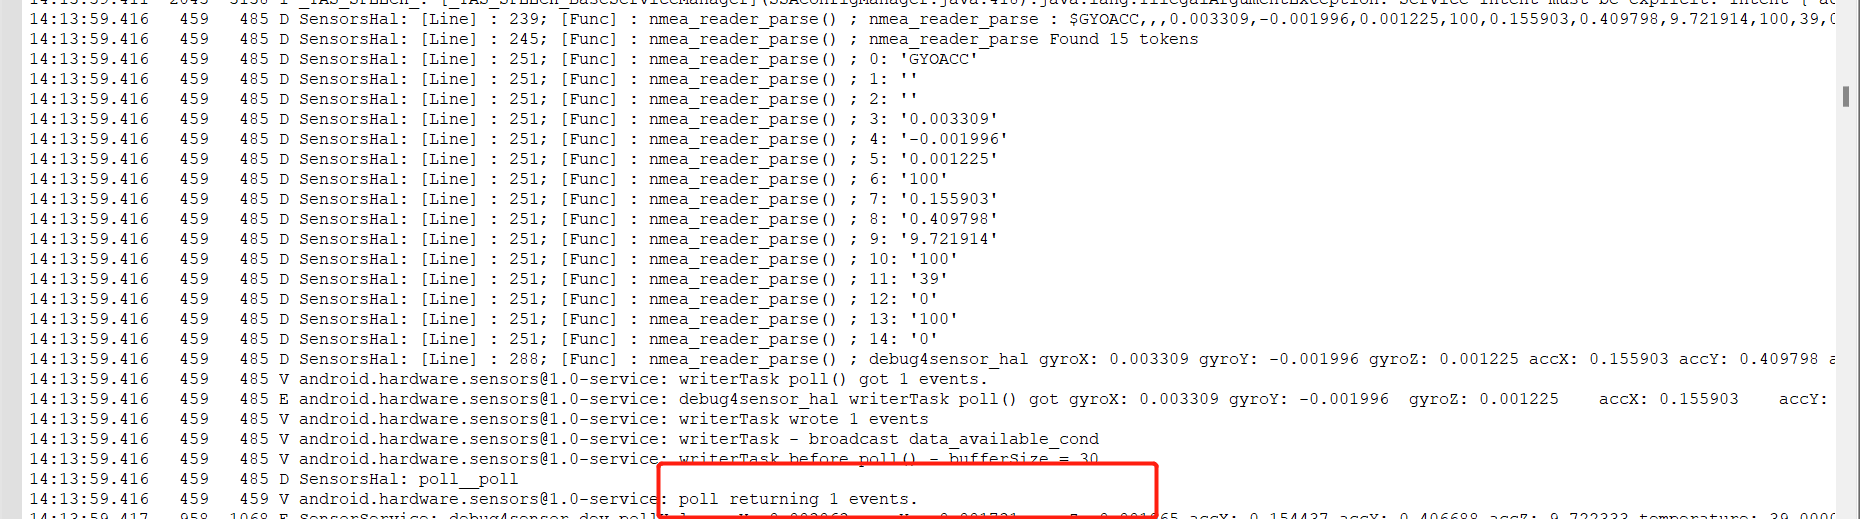 14:13:59.416 459 485 D SensorsHal: [Line] : 239; [Func] : nmea_reader_parse() ; nmea_reader_parse : $GYOACC,,,0.003309,-0.001996,0.001225,100,0.155903,0.409798,9.721914,100,39,0
14:13:59.416 459 485 D SensorsHal: [Line] : 245; [Func] : nmea_reader_parse() ; nmea_reader_parse Found 15 tokens
14:13:59.416 459 485 D SensorsHal: [Line] : 251; [Func] : nmea_reader_parse() ; 0: 'GYOACC'
14:13:59.416 459 485 D SensorsHal: [Line] : 251; [Func] : nmea_reader_parse() ; 1: ''
14:13:59.416 459 485 D SensorsHal: [Line] : 251; [Func] : nmea_reader_parse() ; 2: ''
14:13:59.416 459 485 D SensorsHal: [Line] : 251; [Func] : nmea_reader_parse() ; 3: '0.003309'
14:13:59.416 459 485 D SensorsHal: [Line] : 251; [Func] : nmea_reader_parse() ; 4: '-0.001996'
14:13:59.416 459 485 D SensorsHal: [Line] : 251; [Func] : nmea_reader_parse() ; 5: '0.001225'
14:13:59.416 459 485 D SensorsHal: [Line] : 251; [Func] : nmea_reader_parse() ; 6: '100'
14:13:59.416 459 485 D SensorsHal: [Line] : 251; [Func] : nmea_reader_parse() ; 7: '0.155903'
14:13:59.416 459 485 D SensorsHal: [Line] : 251; [Func] : nmea_reader_parse() ; 8: '0.409798'
14:13:59.416 459 485 D SensorsHal: [Line] : 251; [Func] : nmea_reader_parse() ; 9: '9.721914'
14:13:59.416 459 485 D SensorsHal: [Line] : 251; [Func] : nmea_reader_parse() ; 10: '100'
14:13:59.416 459 485 D SensorsHal: [Line] : 251; [Func] : nmea_reader_parse() ; 11: '39'
14:13:59.416 459 485 D SensorsHal: [Line] : 251; [Func] : nmea_reader_parse() ; 12: '0'
14:13:59.416 459 485 D SensorsHal: [Line] : 251; [Func] : nmea_reader_parse() ; 13: '100'
14:13:59.416 459 485 D SensorsHal: [Line] : 251; [Func] : nmea_reader_parse() ; 14: '0'
14:13:59.416 459 485 D SensorsHal: [Line] : 288; [Func] : nmea_reader_parse() ; debug4sensor_hal gyroX: 0.003309 gyroY: -0.001996 gyroZ: 0.001225 accX: 0.155903 accY: 0.409798 a
14:13:59.416 459 485 V android.hardware.sensors@1.0-service: writerTask poll() got 1 events.
14:13:59.416 459 485 E android.hardware.sensors@1.0-service: debug4sensor_hal writerTask poll() got gyroX: 0.003309 gyroY: -0.001996 gyroZ: 0.001225 accX: 0.155903 accY:
14:13:59.416 459 485 V android.hardware.sensors@1.0-service: writerTask wrote 1 events
14:13:59.416 459 485 V android.hardware.sensors@1.0-service: writerTask - broadcast data_available_cond
14:13:59.416 459 485 V android.hardware.sensors@1.0-service: writerTask before poll() - bufferSize = 30
14:13:59.416 459 485 D SensorsHal: poll__poll
14:13:59.416 459 459 V android.hardware.sensors@1.0-service: poll returning 1 events.